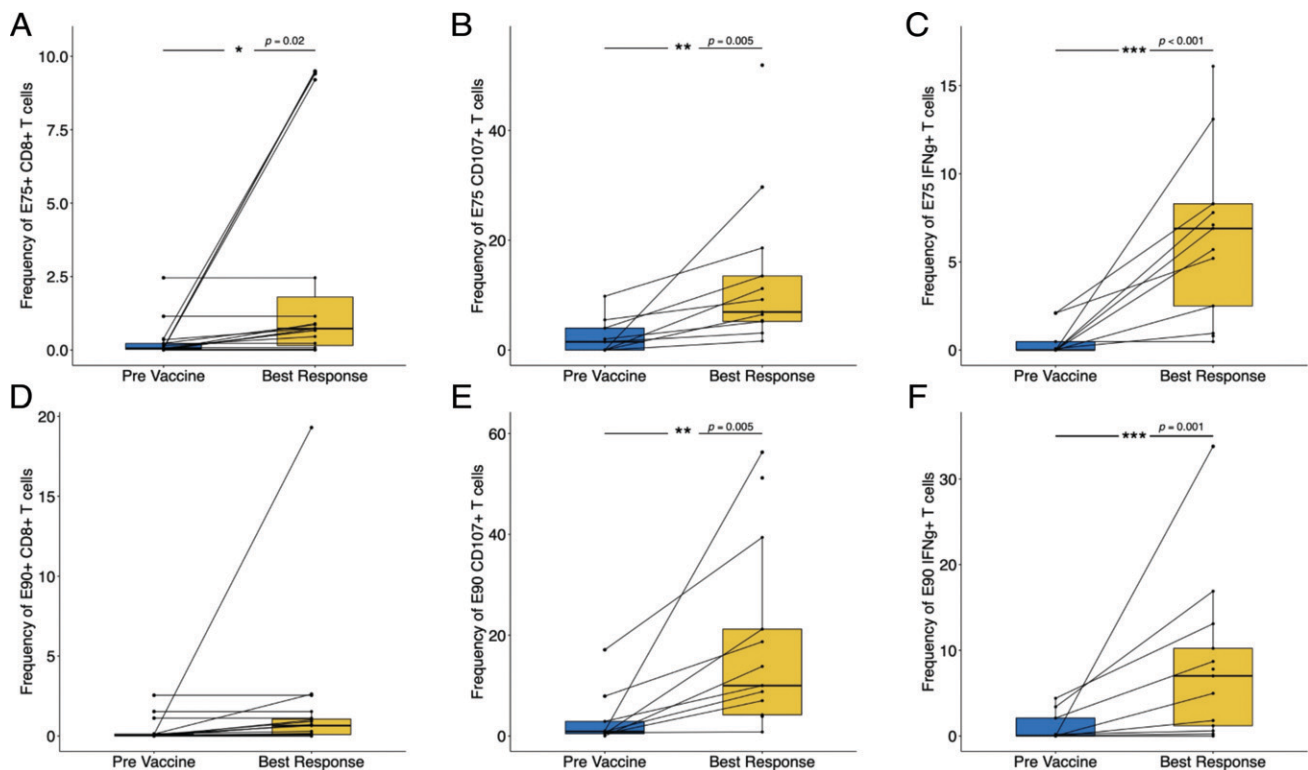 A
* p = 0.02
Frequency of E75+ CD8+ T cells
10.0
7.5
5.0
2.5
0.0
Pre Vaccine Best Response
B
** p = 0.005
Frequency of E75 CD107+ T cells
40
20
0
Pre Vaccine Best Response
C
*** p < 0.001
Frequency of E75 IFNg+ T cells
15
10
5
0
Pre Vaccine Best Response
D
Frequency of E90+ CD8+ T cells
20
15
10
5
0
Pre Vaccine Best Response
E
** p = 0.005
Frequency of E90 CD107+ T cells
60
40
20
0
Pre Vaccine Best Response
F
*** p = 0.001
Frequency of E90 IFNg+ T cells
30
20
10
0
Pre Vaccine Best Response